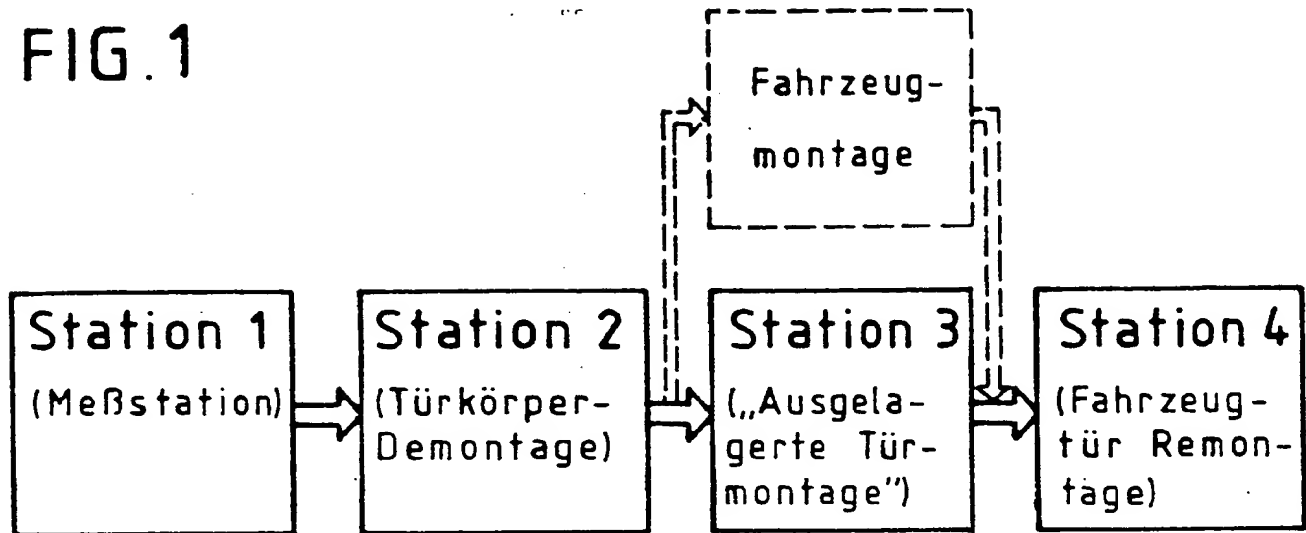 FIG.1
Fahrzeug-
montage
Station 1
(Meßstation)
Station 2
(Türkörper-
Demontage)
Station 3
(„Ausgela-
gerte Tür-
montage”)
Station 4
(Fahrzeug-
tür Remon-
tage)